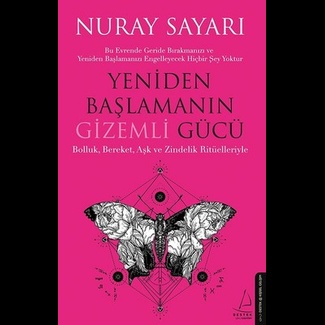 NURAY SAYARI
Bu Evrende Geride Bırakmanızı ve
Yeniden Başlamanızı Engelleyecek Hiçbir Şey Yoktur
YENİDEN
BAŞLAMANIN
GİZEMLİ GÜCÜ
Bolluk, Bereket, Aşk ve Zindelik Ritüelleriyle
DESTEK